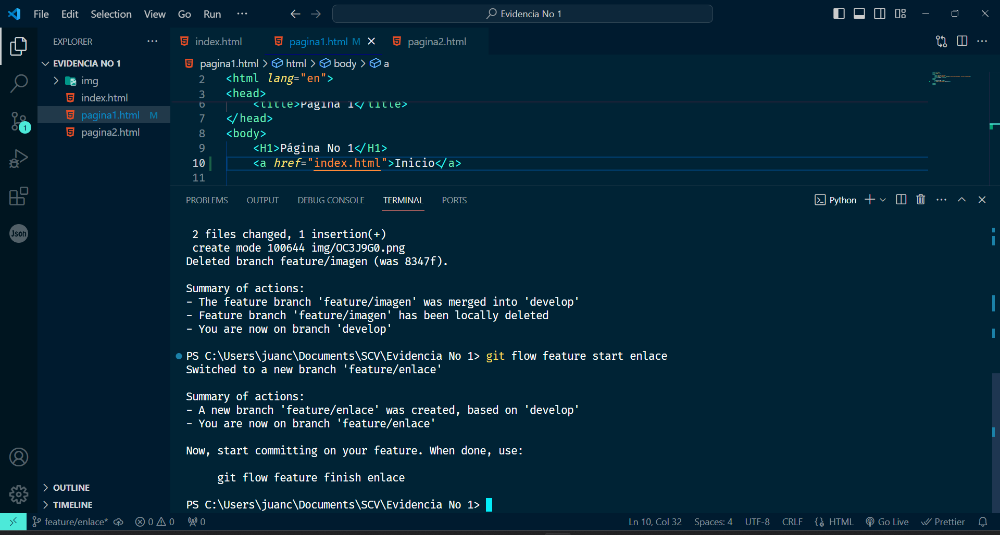 File Edit Selection View Go Run ··· Evidencia No 1
EXPLORER ···
index.html pagina1.html M pagina2.html
EVIDENCIA NO 1
img
index.html
pagina1.html M
pagina2.html
1
Json
OUTLINE
TIMELINE
pagina1.html > html > body > a
2 <html lang="en">
3 <head>
6 <title>Página 1</title>
7 </head>
8 <body>
9 <H1>Página No 1</H1>
10 <a href="index.html">Inicio</a>
11
PROBLEMS OUTPUT DEBUG CONSOLE TERMINAL PORTS Python
2 files changed, 1 insertion(+)
create mode 100644 img/OC3J9G0.png
Deleted branch feature/imagen (was 8347f).
Summary of actions:
- The feature branch 'feature/imagen' was merged into 'develop'
- Feature branch 'feature/imagen' has been locally deleted
- You are now on branch 'develop'
PS C:\Users\juanc\Documents\SCV\Evidencia No 1> git flow feature start enlace
Switched to a new branch 'feature/enlace'
Summary of actions:
- A new branch 'feature/enlace' was created, based on 'develop'
- You are now on branch 'feature/enlace'
Now, start committing on your feature. When done, use:
git flow feature finish enlace
PS C:\Users\juanc\Documents\SCV\Evidencia No 1>
feature/enlace* 0 0 0 Ln 10, Col 32 Spaces: 4 UTF-8 CRLF HTML Go Live Prettier